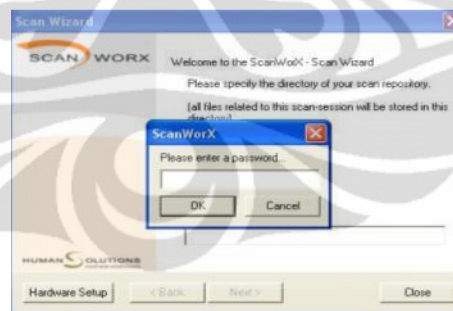 Scan Wizard
SCAN WORX
Welcome to the ScanWorX - Scan Wizard
Please specify the directory of your scan repository.
(all files related to this scan-session will be stored in this
directory)
ScanWorX
Please enter a password...
OK
Cancel
HUMAN SOLUTIONS
Hardware Setup
< Back
Next >
Close